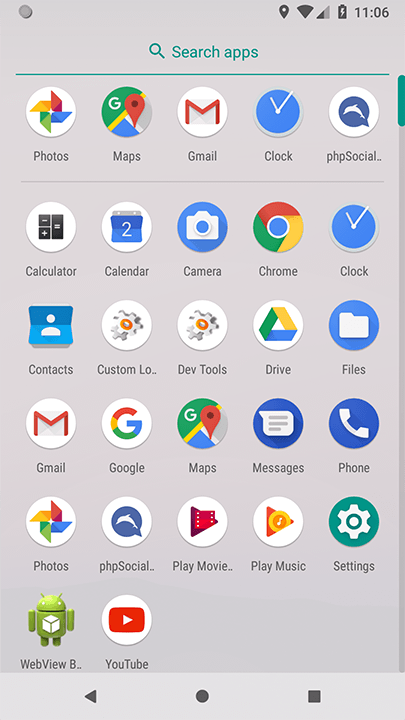 11:06
Search apps
Photos
Maps
Gmail
Clock
phpSocial..
Calculator
Calendar
Camera
Chrome
Clock
Contacts
Custom Lo..
Dev Tools
Drive
Files
Gmail
Google
Maps
Messages
Phone
Photos
phpSocial..
Play Movie..
Play Music
Settings
WebView B..
YouTube